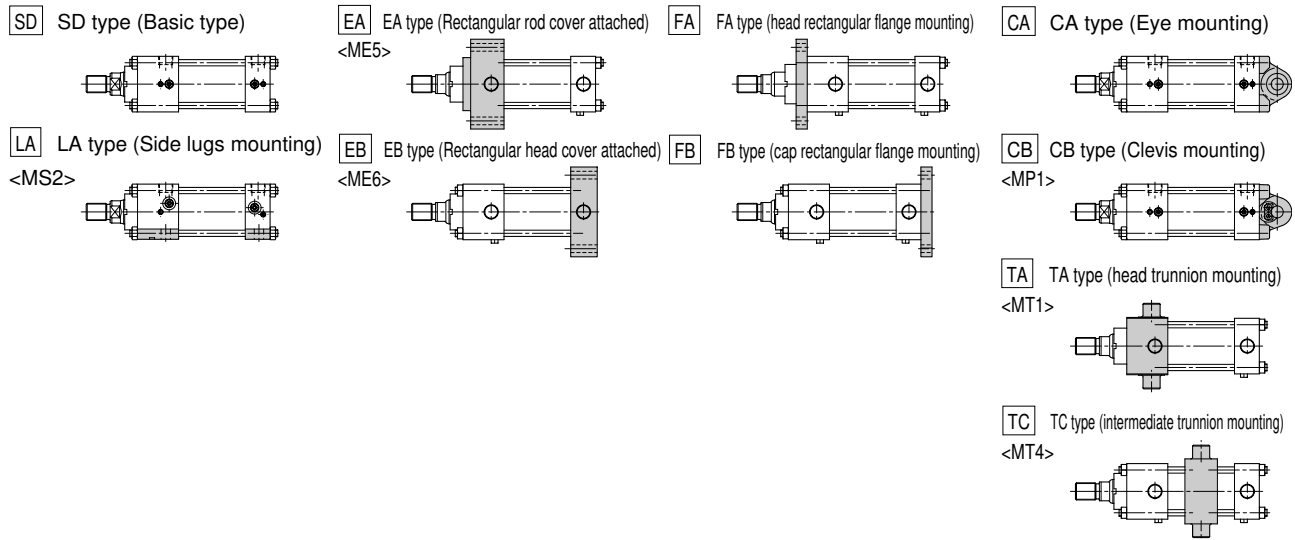 SD SD type (Basic type)
LA LA type (Side lugs mounting)
<MS2>
EA EA type (Rectangular rod cover attached)
<ME5>
EB EB type (Rectangular head cover attached)
<ME6>
FA FA type (head rectangular flange mounting)
FB FB type (cap rectangular flange mounting)
CA CA type (Eye mounting)
CB CB type (Clevis mounting)
<MP1>
TA TA type (head trunnion mounting)
<MT1>
TC TC type (intermediate trunnion mounting)
<MT4>